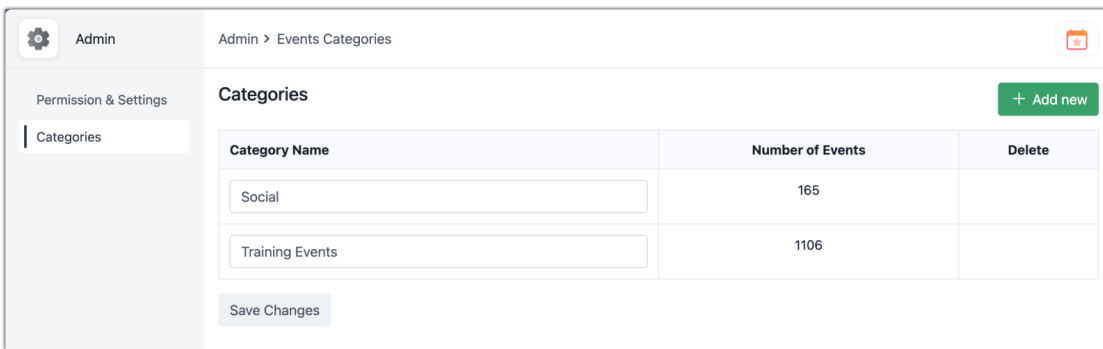 Admin
Admin > Events Categories
Permission & Settings
Categories
Categories
+ Add new
Category Name Number of Events Delete
Social 165
Training Events 1106
Save Changes